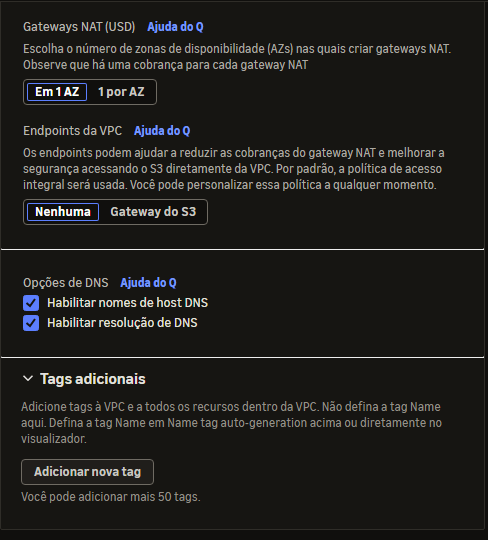 Gateways NAT (USD) Ajuda do Q
Escolha o número de zonas de disponibilidade (AZs) nas quais criar gateways NAT.
Observe que há uma cobrança para cada gateway NAT
Em 1 AZ 1 por AZ
Endpoints da VPC Ajuda do Q
Os endpoints podem ajudar a reduzir as cobranças do gateway NAT e melhorar a
segurança acessando o S3 diretamente da VPC. Por padrão, a política de acesso
integral será usada. Você pode personalizar essa política a qualquer momento.
Nenhuma Gateway do S3
Opções de DNS Ajuda do Q
Habilitar nomes de host DNS
Habilitar resolução de DNS
Tags adicionais
Adicione tags à VPC e a todos os recursos dentro da VPC. Não defina a tag Name
aqui. Defina a tag Name em Name tag auto-generation acima ou diretamente no
visualizador.
Adicionar nova tag
Você pode adicionar mais 50 tags.